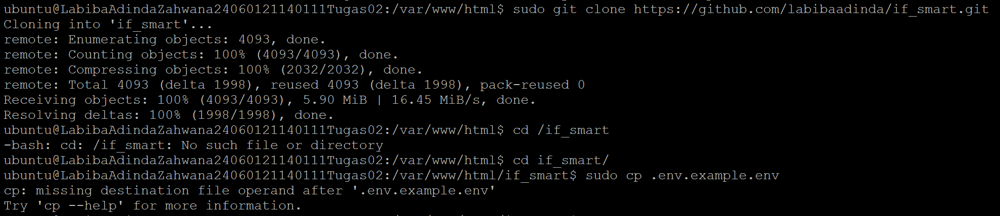 ubuntu@LabibaAdindaZahwana24060121140111Tugas02:/var/www/html$ sudo git clone https://github.com/labibaadinda/if_smart.git
Cloning into 'if_smart'...
remote: Enumerating objects: 4093, done.
remote: Counting objects: 100% (4093/4093), done.
remote: Compressing objects: 100% (2032/2032), done.
remote: Total 4093 (delta 1998), reused 4093 (delta 1998), pack-reused 0
Receiving objects: 100% (4093/4093), 5.90 MiB | 16.45 MiB/s, done.
Resolving deltas: 100% (1998/1998), done.
ubuntu@LabibaAdindaZahwana24060121140111Tugas02:/var/www/html$ cd /if_smart
-bash: cd: /if_smart: No such file or directory
ubuntu@LabibaAdindaZahwana24060121140111Tugas02:/var/www/html$ cd if_smart/
ubuntu@LabibaAdindaZahwana24060121140111Tugas02:/var/www/html/if_smart$ sudo cp .env.example.env
cp: missing destination file operand after '.env.example.env'
Try 'cp --help' for more information.